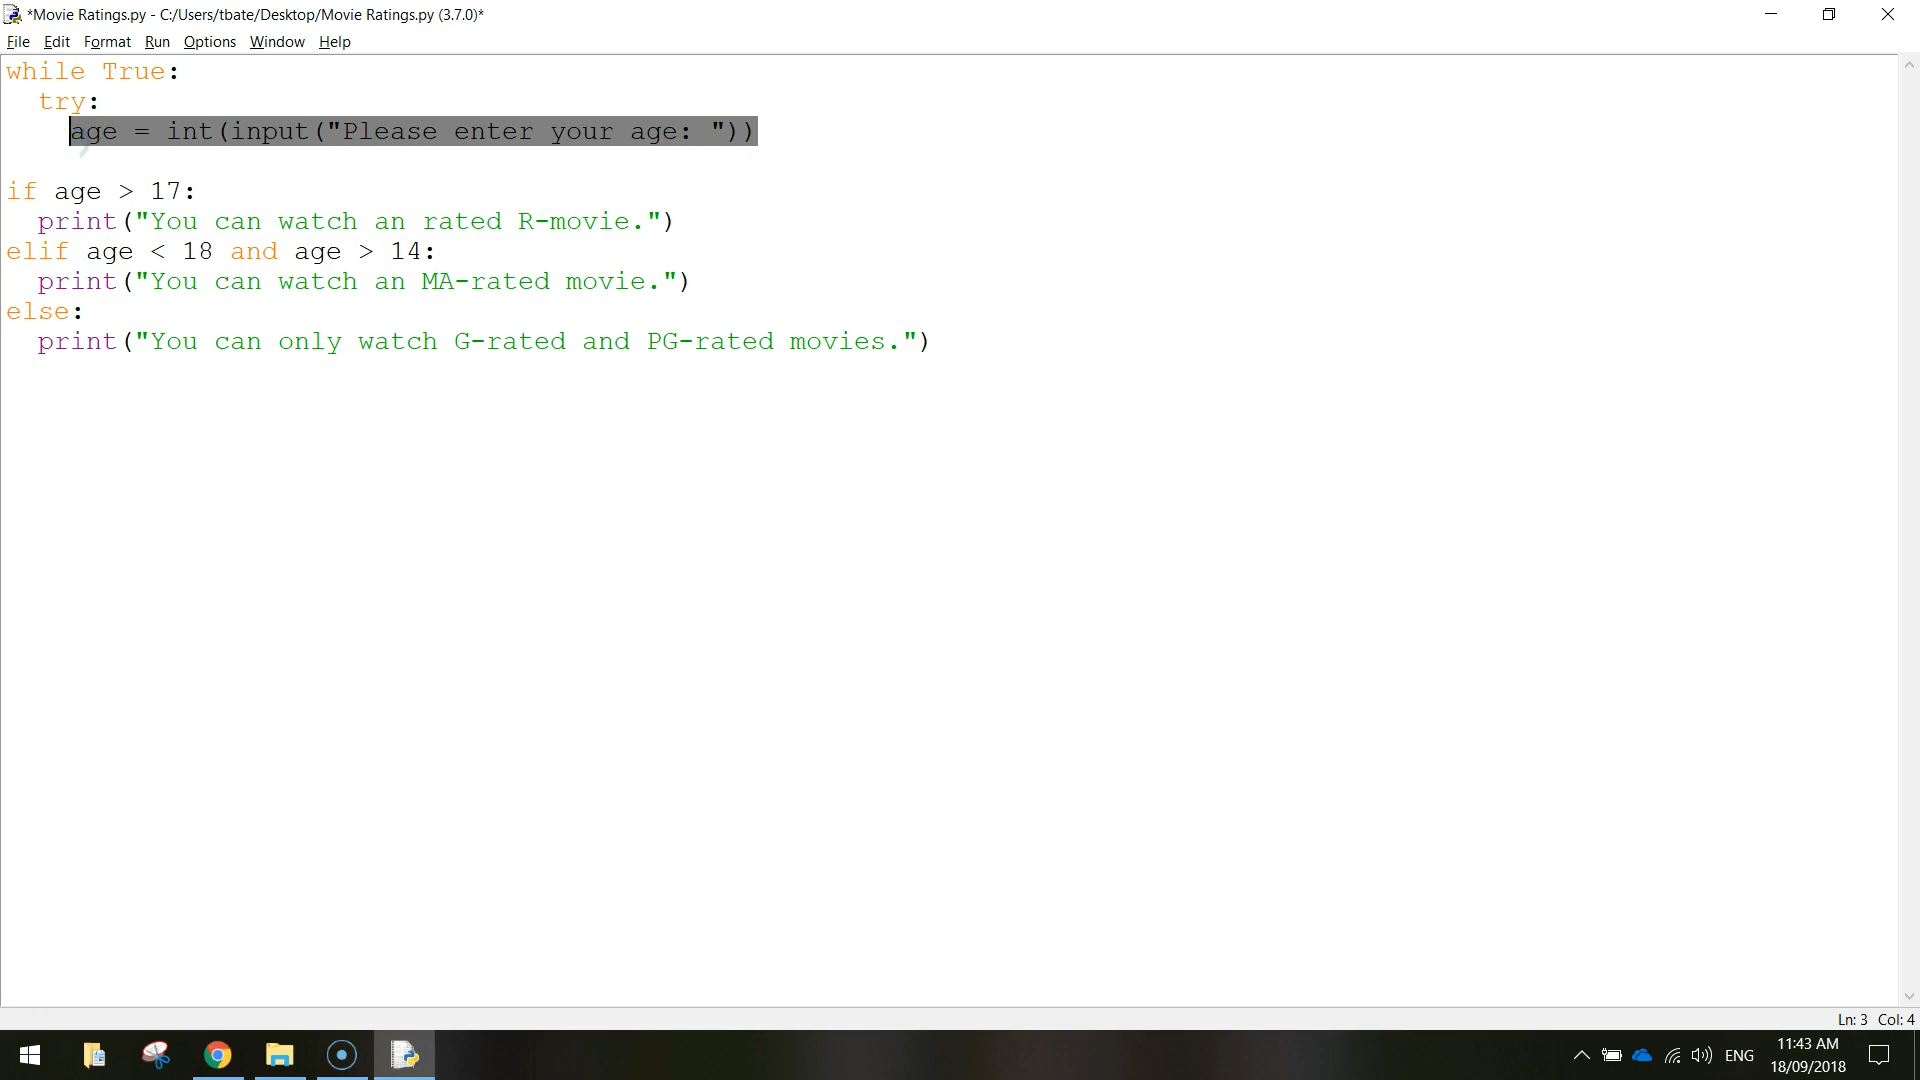 *Movie Ratings.py - C:/Users/tbate/Desktop/Movie Ratings.py (3.7.0)*
File Edit Format Run Options Window Help
while True:
  try:
    age = int(input("Please enter your age: "))
if age > 17:
  print("You can watch an rated R-movie.")
elif age < 18 and age > 14:
  print("You can watch an MA-rated movie.")
else:
  print("You can only watch G-rated and PG-rated movies.")
Ln: 3 Col: 4
ENG
11:43 AM
18/09/2018